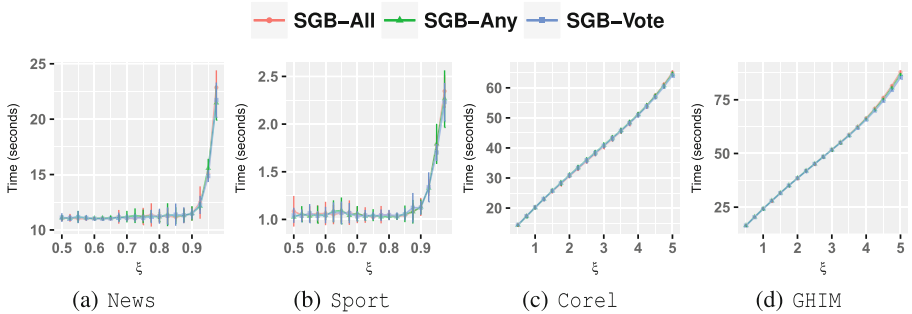 SGB−All SGB−Any SGB−Vote
Time (seconds)
25
20
15
10
0.5 0.6 0.7 0.8 0.9
ξ
(a) News
Time (seconds)
2.5
2.0
1.5
1.0
0.5 0.6 0.7 0.8 0.9
ξ
(b) Sport
Time (seconds)
60
50
40
30
20
1 2 3 4 5
ξ
(c) Corel
Time (seconds)
75
50
25
1 2 3 4 5
ξ
(d) GHIM